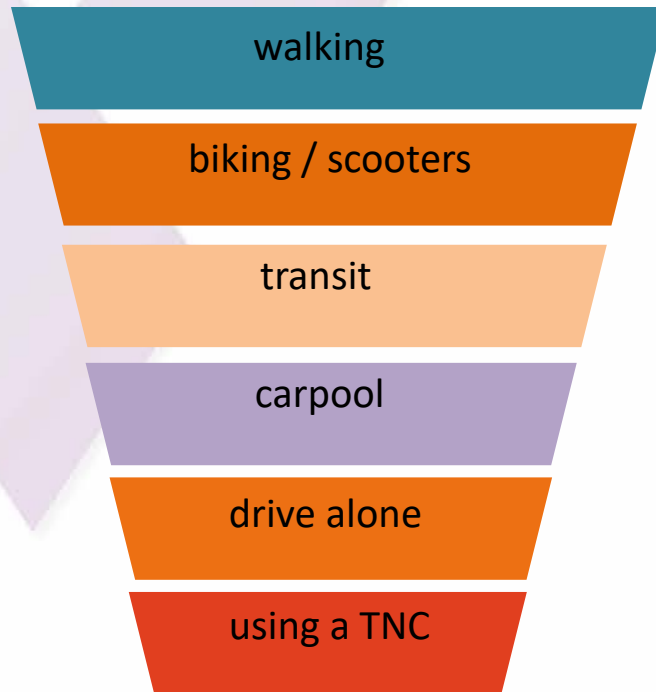 walking
biking / scooters
transit
carpool
drive alone
using a TNC